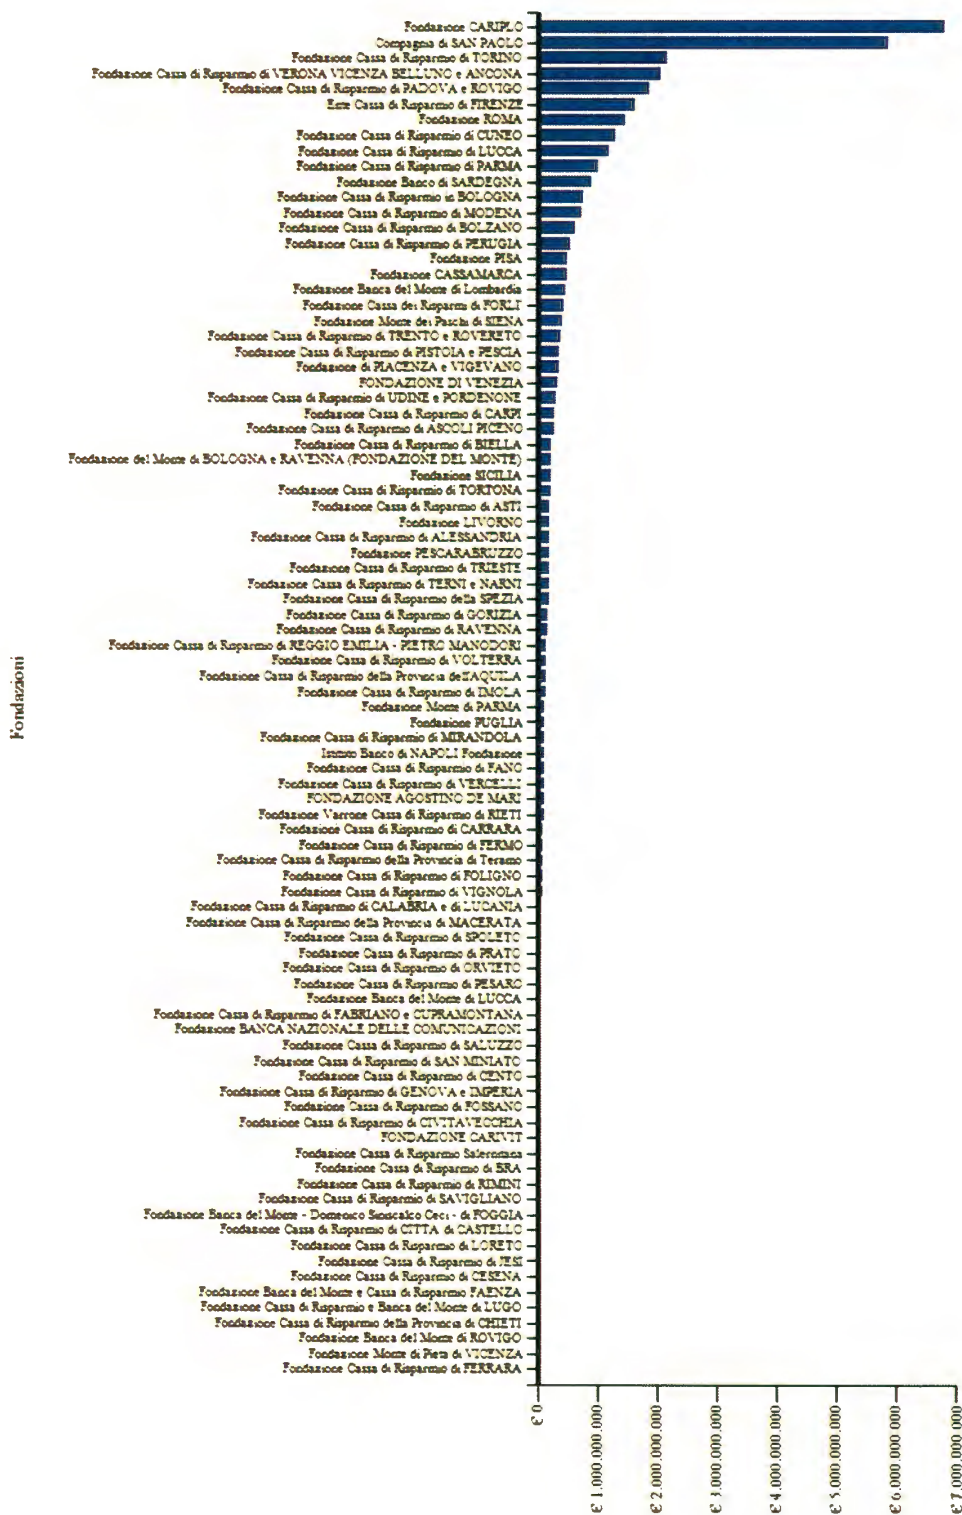 Fondazioni
Fondazione CARIPLO
Compagnia di SAN PAOLO
Fondazione Cassa di Risparmio di TORINO
Fondazione Cassa di Risparmio di VERONA VICENZA BELLUNO e ANCONA
Fondazione Cassa di Risparmio di PADOVA e ROVIGO
Ente Cassa di Risparmio di FIRENZE
Fondazione ROMA
Fondazione Cassa di Risparmio di CUNEO
Fondazione Cassa di Risparmio di LUCCA
Fondazione Cassa di Risparmio di PARMA
Fondazione Banco di SARDEGNA
Fondazione Cassa di Risparmio in BOLOGNA
Fondazione Cassa di Risparmio di MODENA
Fondazione Cassa di Risparmio di BOLZANO
Fondazione Cassa di Risparmio di PERUGIA
Fondazione PISA
Fondazione CASSAMARCA
Fondazione Banca del Monte di Lombardia
Fondazione Cassa dei Risparmi di FORLI
Fondazione Monte dei Paschi di SIENA
Fondazione Cassa di Risparmio di TRENTO e ROVERETO
Fondazione Cassa di Risparmio di PISTOIA e PESCIA
Fondazione di PIACENZA e VIGEVANO
FONDAZIONE DI VENEZIA
Fondazione Cassa di Risparmio di UDINE e PORDENONE
Fondazione Cassa di Risparmio di CARPI
Fondazione Cassa di Risparmio di ASCOLI PICENO
Fondazione Cassa di Risparmio di BIELLA
Fondazione del Monte di BOLOGNA e RAVENNA (FONDAZIONE DEL MONTE)
Fondazione SICILIA
Fondazione Cassa di Risparmio di TORTONA
Fondazione Cassa di Risparmio di ASTI
Fondazione LIVORNO
Fondazione Cassa di Risparmio di ALESSANDRIA
Fondazione PESCARABRUZZO
Fondazione Cassa di Risparmio di TRIESTE
Fondazione Cassa di Risparmio di TERNI e NARNI
Fondazione Cassa di Risparmio della SPEZIA
Fondazione Cassa di Risparmio di GORIZIA
Fondazione Cassa di Risparmio di RAVENNA
Fondazione Cassa di Risparmio di REGGIO EMILIA - PIETRO MANODORI
Fondazione Cassa di Risparmio di VOLTERRA
Fondazione Cassa di Risparmio della Provincia dell'AQUILA
Fondazione Cassa di Risparmio di IMOLA
Fondazione Monte di PARMA
Fondazione PUGLIA
Fondazione Cassa di Risparmio di MIRANDOLA
Istituto Banco di NAPOLI Fondazione
Fondazione Cassa di Risparmio di FANO
Fondazione Cassa di Risparmio di VERCELLI
FONDAZIONE AGOSTINO DE MARI
Fondazione Varrone Cassa di Risparmio di RIETI
Fondazione Cassa di Risparmio di CARRARA
Fondazione Cassa di Risparmio di FERMO
Fondazione Cassa di Risparmio della Provincia di Teramo
Fondazione Cassa di Risparmio di FOLIGNO
Fondazione Cassa di Risparmio di VIGNOLA
Fondazione Cassa di Risparmio di CALABRIA e di LUCANIA
Fondazione Cassa di Risparmio della Provincia di MACERATA
Fondazione Cassa di Risparmio di SPOLETO
Fondazione Cassa di Risparmio di PRATO
Fondazione Cassa di Risparmio di ORVIETO
Fondazione Cassa di Risparmio di PESARO
Fondazione Banca del Monte di LUCCA
Fondazione Cassa di Risparmio di FABRIANO e CUPRAMONTANA
Fondazione BANCA NAZIONALE DELLE COMUNICAZIONI
Fondazione Cassa di Risparmio di SALUZZO
Fondazione Cassa di Risparmio di SAN MINIATO
Fondazione Cassa di Risparmio di CENTO
Fondazione Cassa di Risparmio di GENOVA e IMPERIA
Fondazione Cassa di Risparmio di FOSSANO
Fondazione Cassa di Risparmio di CIVITAVECCHIA
FONDAZIONE CARIVIT
Fondazione Cassa di Risparmio Salernitana
Fondazione Cassa di Risparmio di BRA
Fondazione Cassa di Risparmio di RIMINI
Fondazione Cassa di Risparmio di SAVIGLIANO
Fondazione Banca del Monte - Domenico Siniscalco Ceci - di FOGGIA
Fondazione Cassa di Risparmio di CITTA di CASTELLO
Fondazione Cassa di Risparmio di LORETO
Fondazione Cassa di Risparmio di JESI
Fondazione Cassa di Risparmio di CESENA
Fondazione Banca del Monte e Cassa di Risparmio FAENZA
Fondazione Cassa di Risparmio e Banca del Monte di LUGO
Fondazione Cassa di Risparmio della Provincia di CHIETI
Fondazione Banca del Monte di ROVIGO
Fondazione Monte di Pieta di VICENZA
Fondazione Cassa di Risparmio di FERRARA
€ 0
€ 1.000.000.000
€ 2.000.000.000
€ 3.000.000.000
€ 4.000.000.000
€ 5.000.000.000
€ 6.000.000.000
€ 7.000.000.000